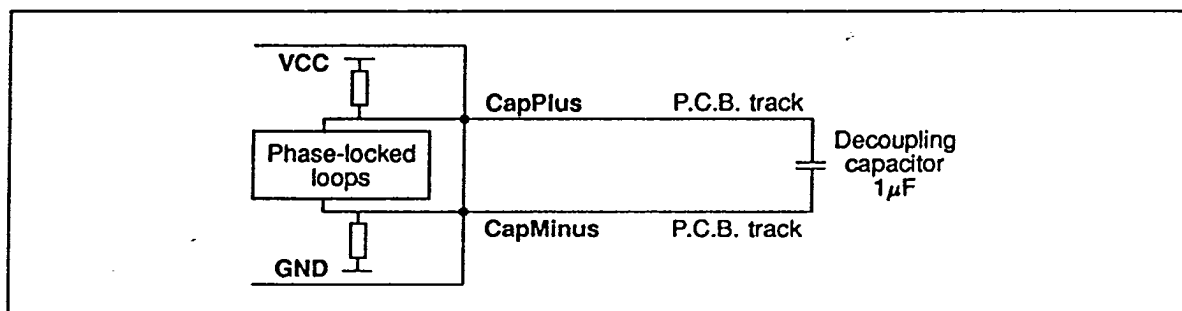 VCC
CapPlus
P.C.B. track
Phase-locked
loops
Decoupling
capacitor
1µF
CapMinus
P.C.B. track
GND